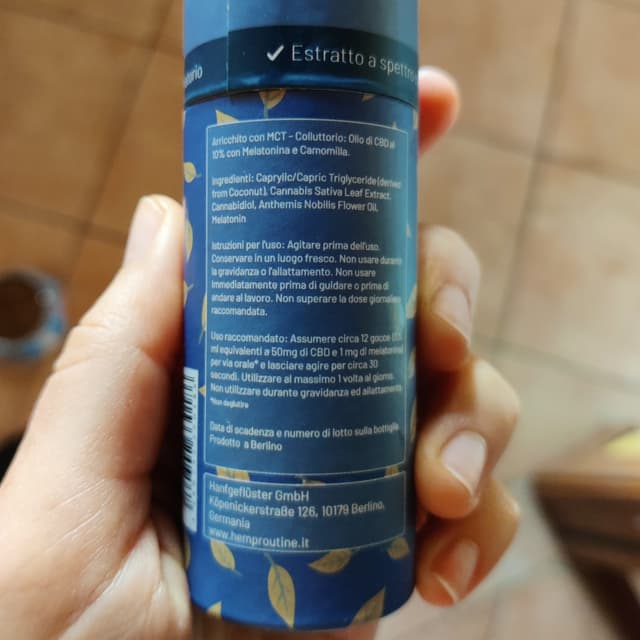 ✓ Estratto a spettro
Arricchito con MCT - Colluttorio: Olio di CBD al
10% con Melatonina e Camomilla.
Ingredienti: Caprylic/Capric Triglyceride (derived
from Coconut), Cannabis Sativa Leaf Extract,
Cannabidiol, Anthemis Nobilis Flower Oil,
Melatonin
Istruzioni per l'uso: Agitare prima dell'uso.
Conservare in un luogo fresco. Non usare durante
la gravidanza o l'allattamento. Non usare
immediatamente prima di guidare o prima di
andare al lavoro. Non superare la dose giornaliera
raccomandata.
Uso raccomandato: Assumere circa 12 gocce
ml equivalenti a 50mg di CBD e 1 mg di melatonina)
per via orale* e lasciare agire per circa 30
secondi. Utilizzare al massimo 1 volta al giorno.
Non utilizzare durante gravidanza ed allattamento.
*Non deglutire
Data di scadenza e numero di lotto sulla bottiglia
Prodotto a Berlino
Hanfgeflüster GmbH
Köpenickerstraße 126, 10179 Berlino,
Germania
www.hemproutine.it